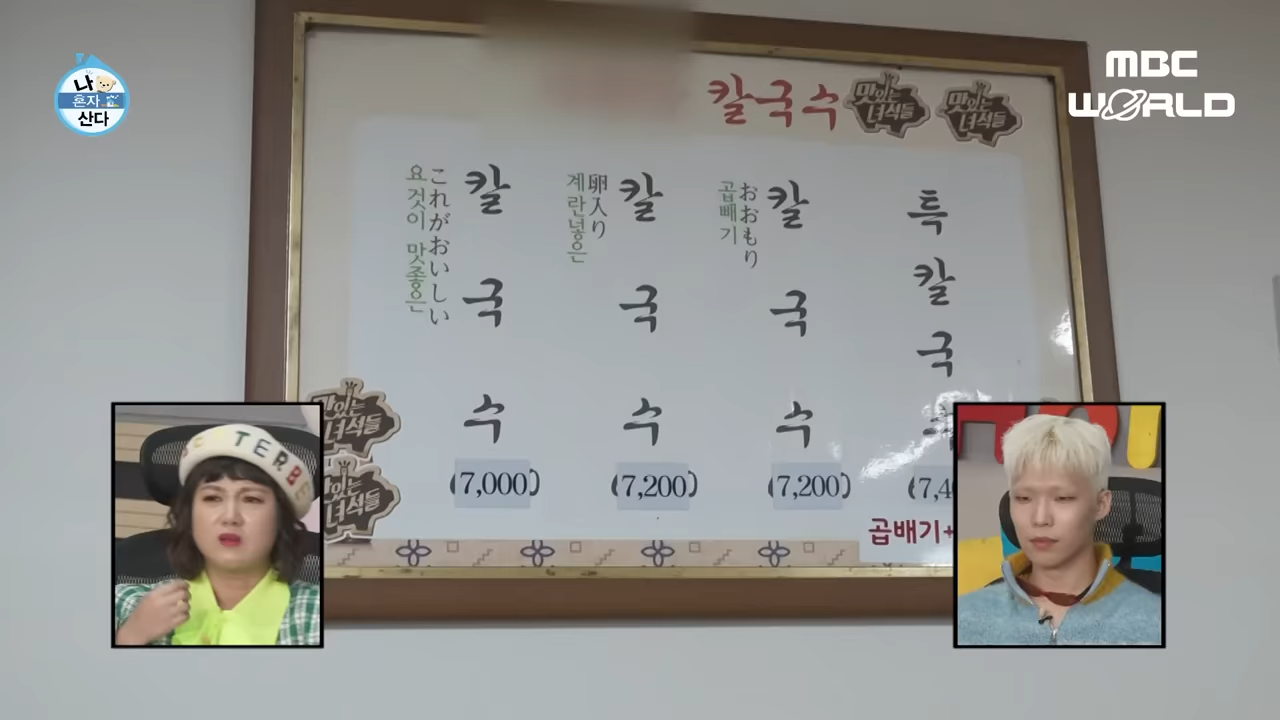 나
혼자
산다
MBC
WORLD
칼국수
맛있는
녀석들
맛있는
녀석들
칼국수
これがおいしい
요것이 맛좋은
(7,000)
칼국수
卵入り
계란넣은
(7,200)
칼국수
おおもり
곱빼기
(7,200)
특칼국
맛있는
녀석들
맛있는
녀석들
곱배기+